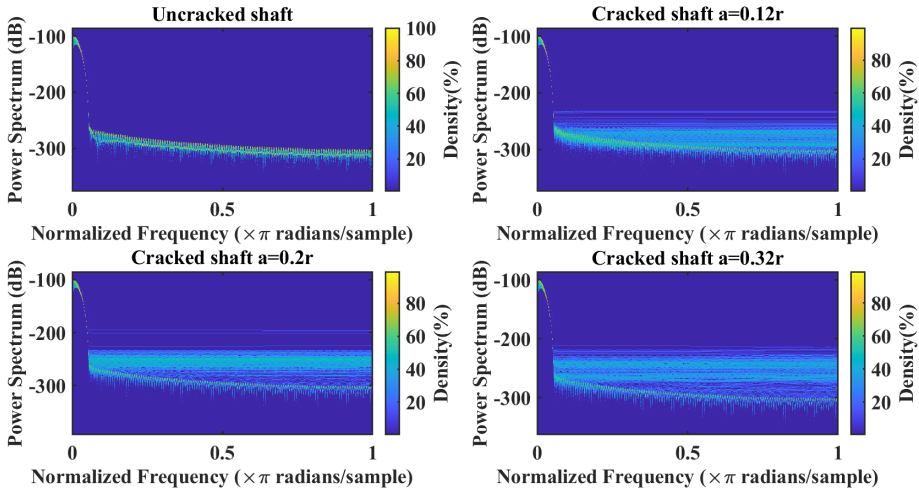 Uncracked shaft
Power Spectrum (dB)
-100
-200
-300
0
0.5
1
Normalized Frequency (×π radians/sample)
100
80
60
40
20
Density(%)
Cracked shaft a=0.12r
Power Spectrum (dB)
-100
-200
-300
0
0.5
1
Normalized Frequency (×π radians/sample)
80
60
40
20
Density(%)
Cracked shaft a=0.2r
Power Spectrum (dB)
-100
-200
-300
0
0.5
1
Normalized Frequency (×π radians/sample)
80
60
40
20
Density(%)
Cracked shaft a=0.32r
Power Spectrum (dB)
-100
-200
-300
0
0.5
1
Normalized Frequency (×π radians/sample)
80
60
40
20
Density(%)